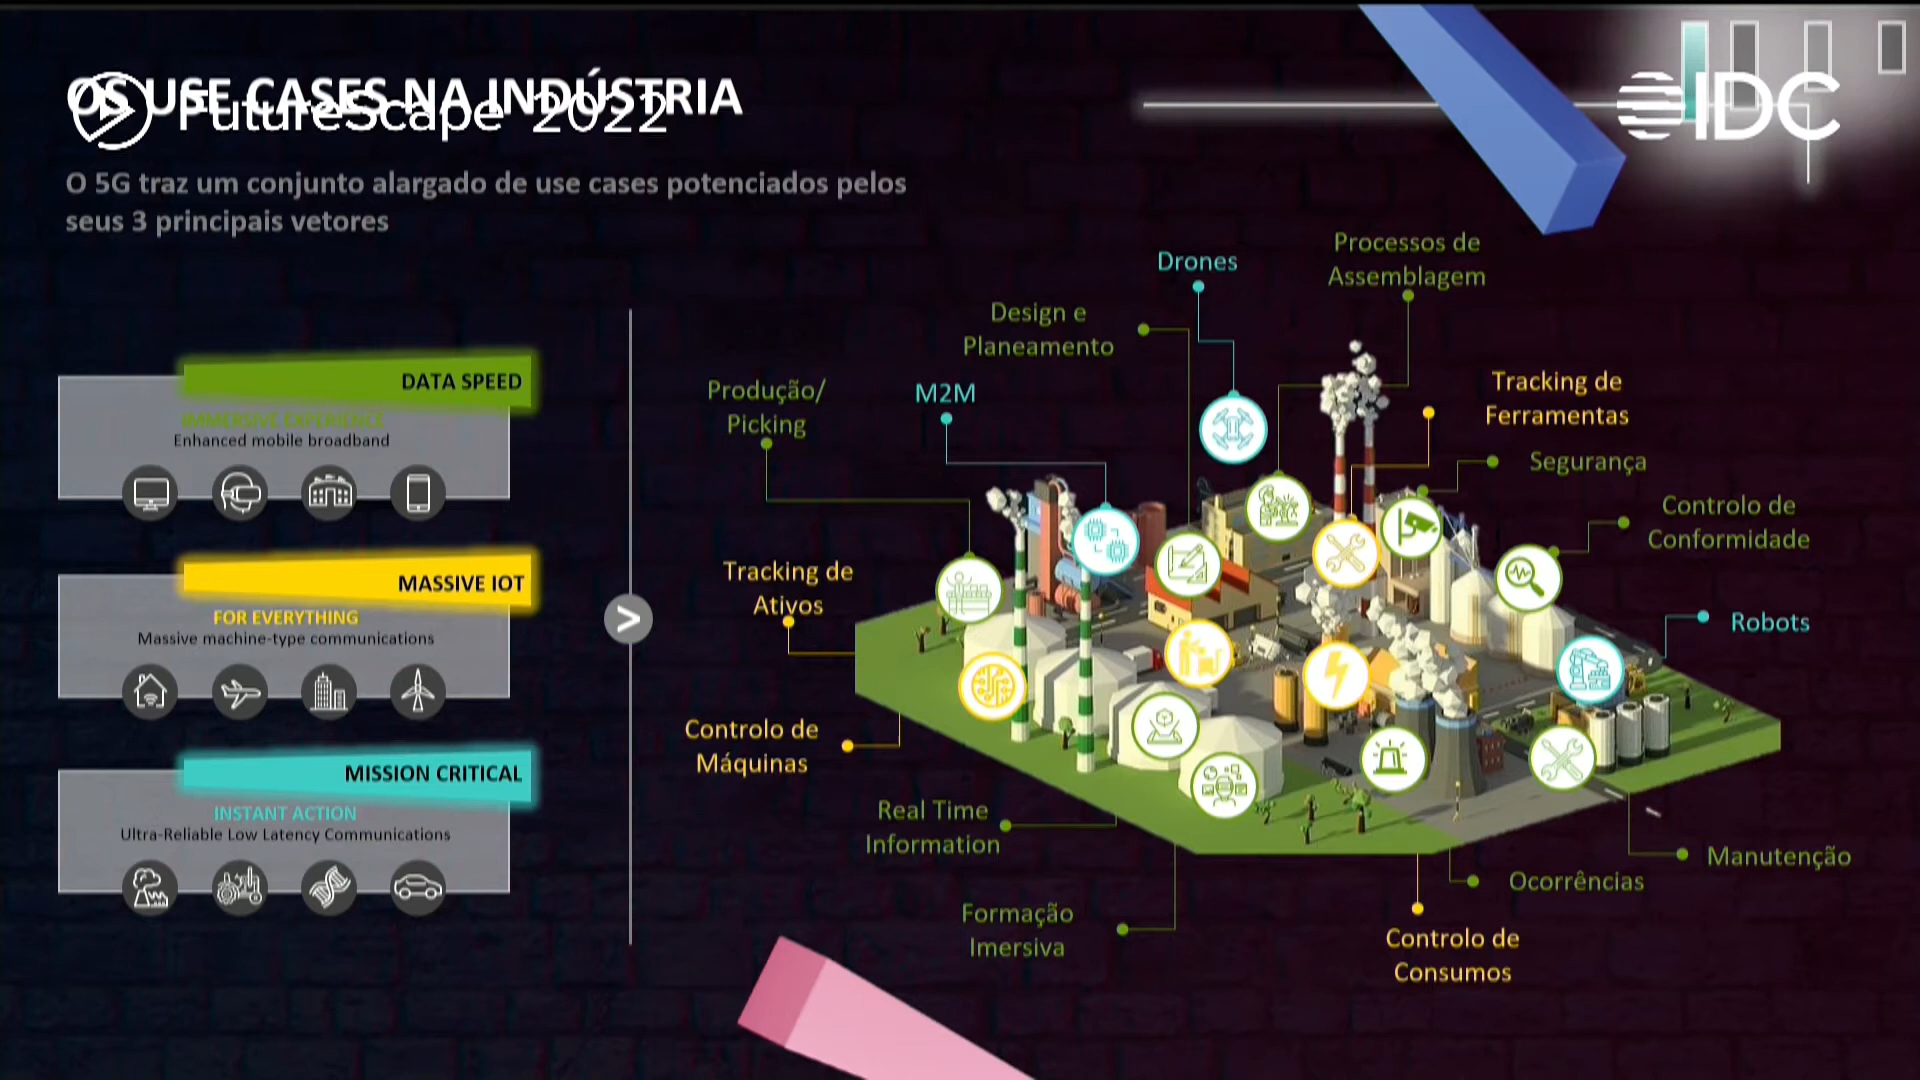 OS USE CASES NA INDÚSTRIA
FutureScape 2022
IDC
O 5G traz um conjunto alargado de use cases potenciados pelos
seus 3 principais vetores
DATA SPEED
IMMERSIVE EXPERIENCE
Enhanced mobile broadband
MASSIVE IOT
FOR EVERYTHING
Massive machine-type communications
MISSION CRITICAL
INSTANT ACTION
Ultra-Reliable Low Latency Communications
>
Drones
Processos de
Assemblagem
Design e
Planeamento
Produção/
Picking
M2M
Tracking de
Ferramentas
Segurança
Controlo de
Conformidade
Tracking de
Ativos
Robots
Controlo de
Máquinas
Real Time
Information
Formação
Imersiva
Manutenção
Ocorrências
Controlo de
Consumos